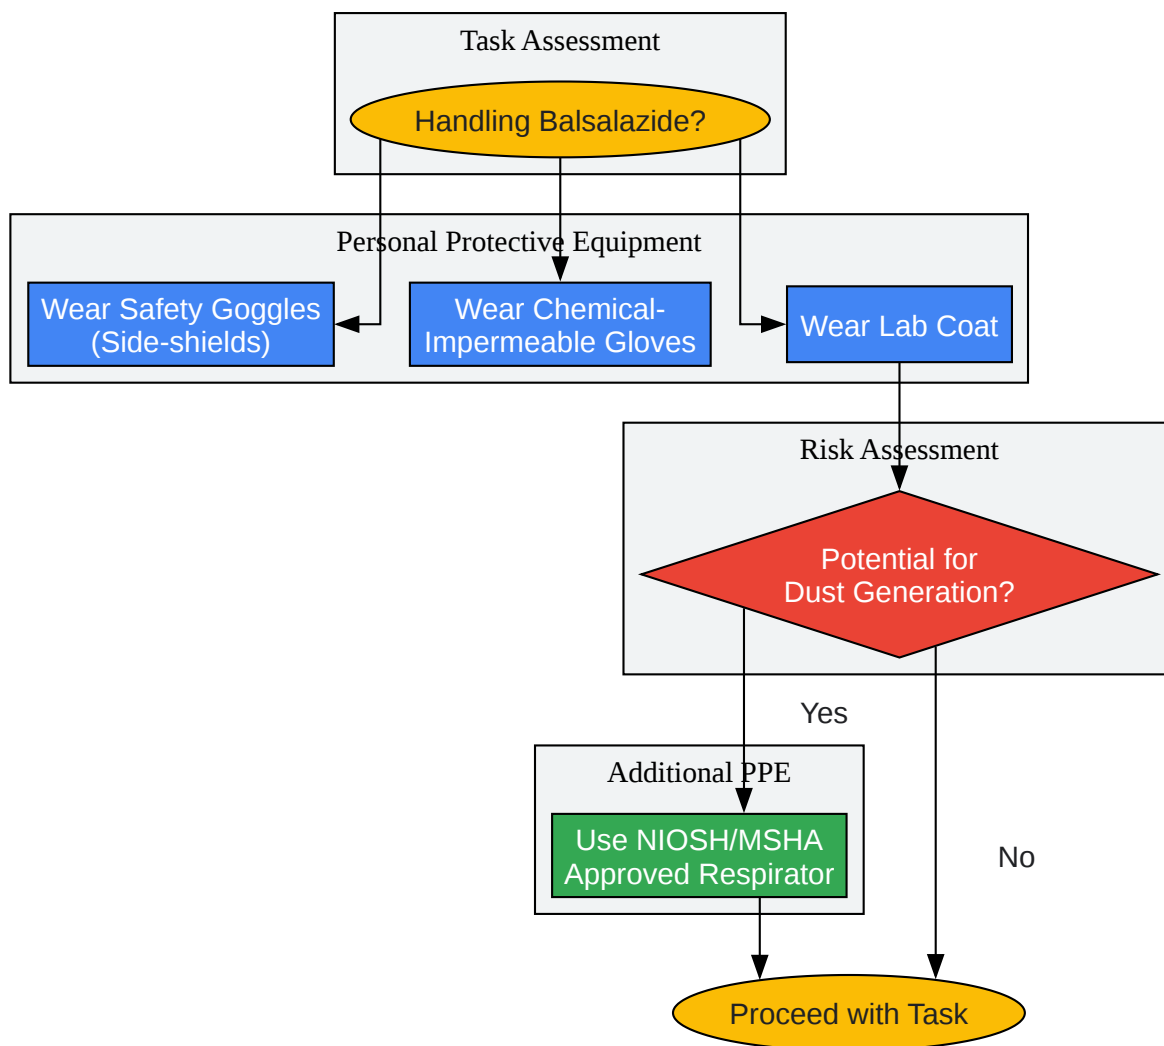 Task Assessment
Handling Balsalazide?
Personal Protective Equipment
Wear Safety Goggles
(Side-shields)
Wear Chemical-
Impermeable Gloves
Wear Lab Coat
Risk Assessment
Potential for
Dust Generation?
Yes
Additional PPE
Use NIOSH/MSHA
Approved Respirator
No
Proceed with Task